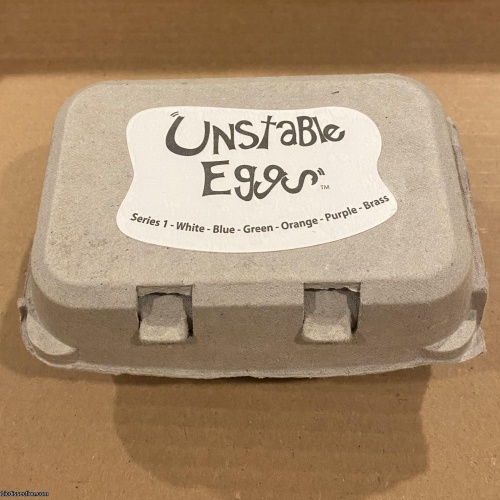 UNStaBle
Eggs
TM
Series 1 - White - Blue - Green - Orange - Purple - Brass